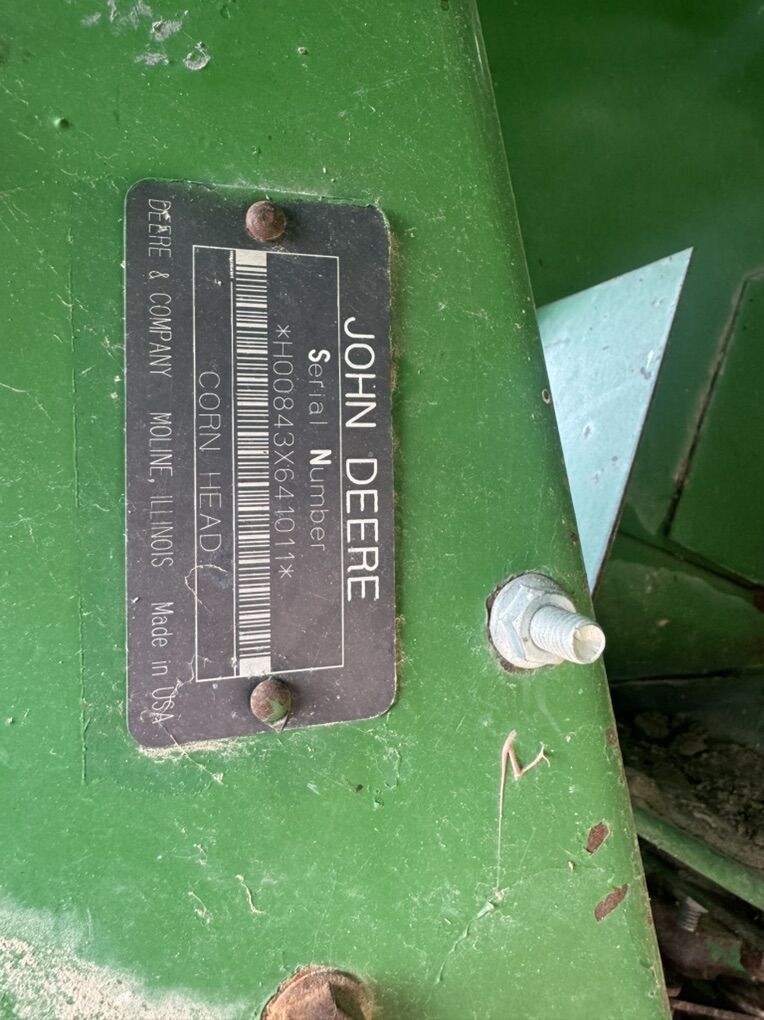 JOHN DEERE
Serial Number
*H00843X641011*
CORN HEAD
DEERE & COMPANY MOLINE, ILLINOIS Made in USA